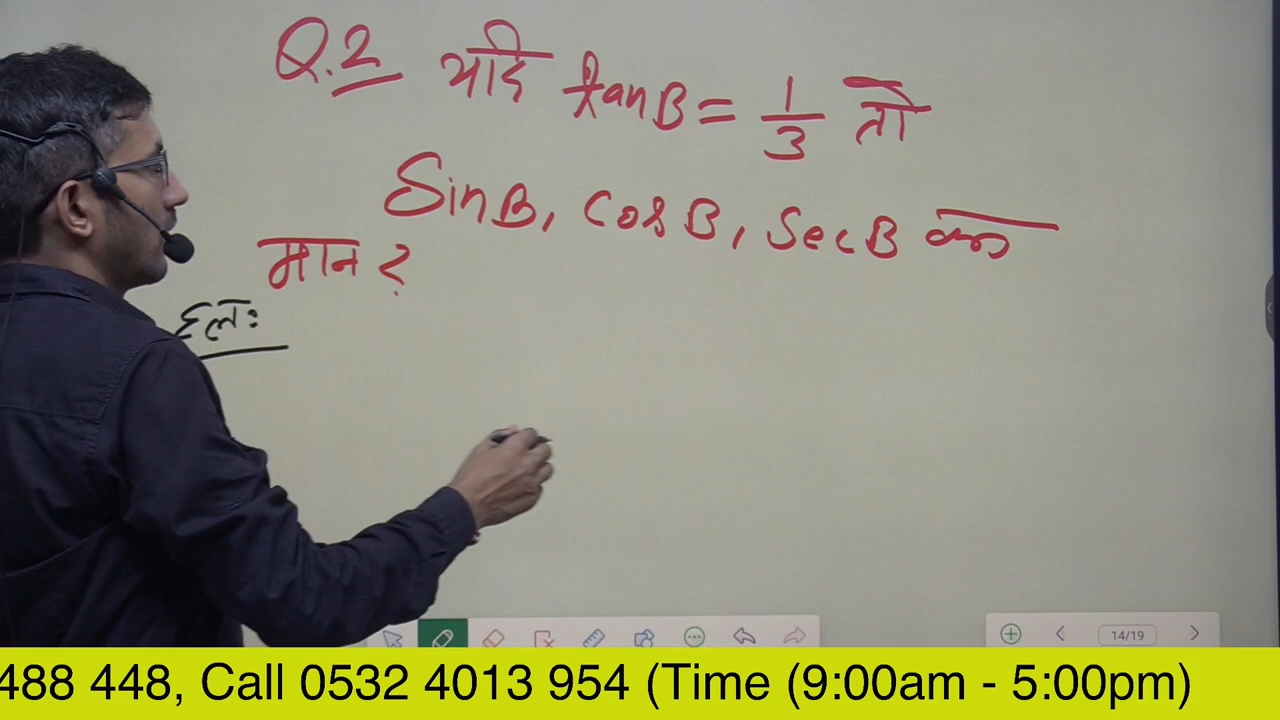 Q.2 यदि tanB = 1/3 तो
SinB, cosB, SecB का
मान ?
हलः
14/19
488 448, Call 0532 4013 954 (Time (9:00am - 5:00pm)